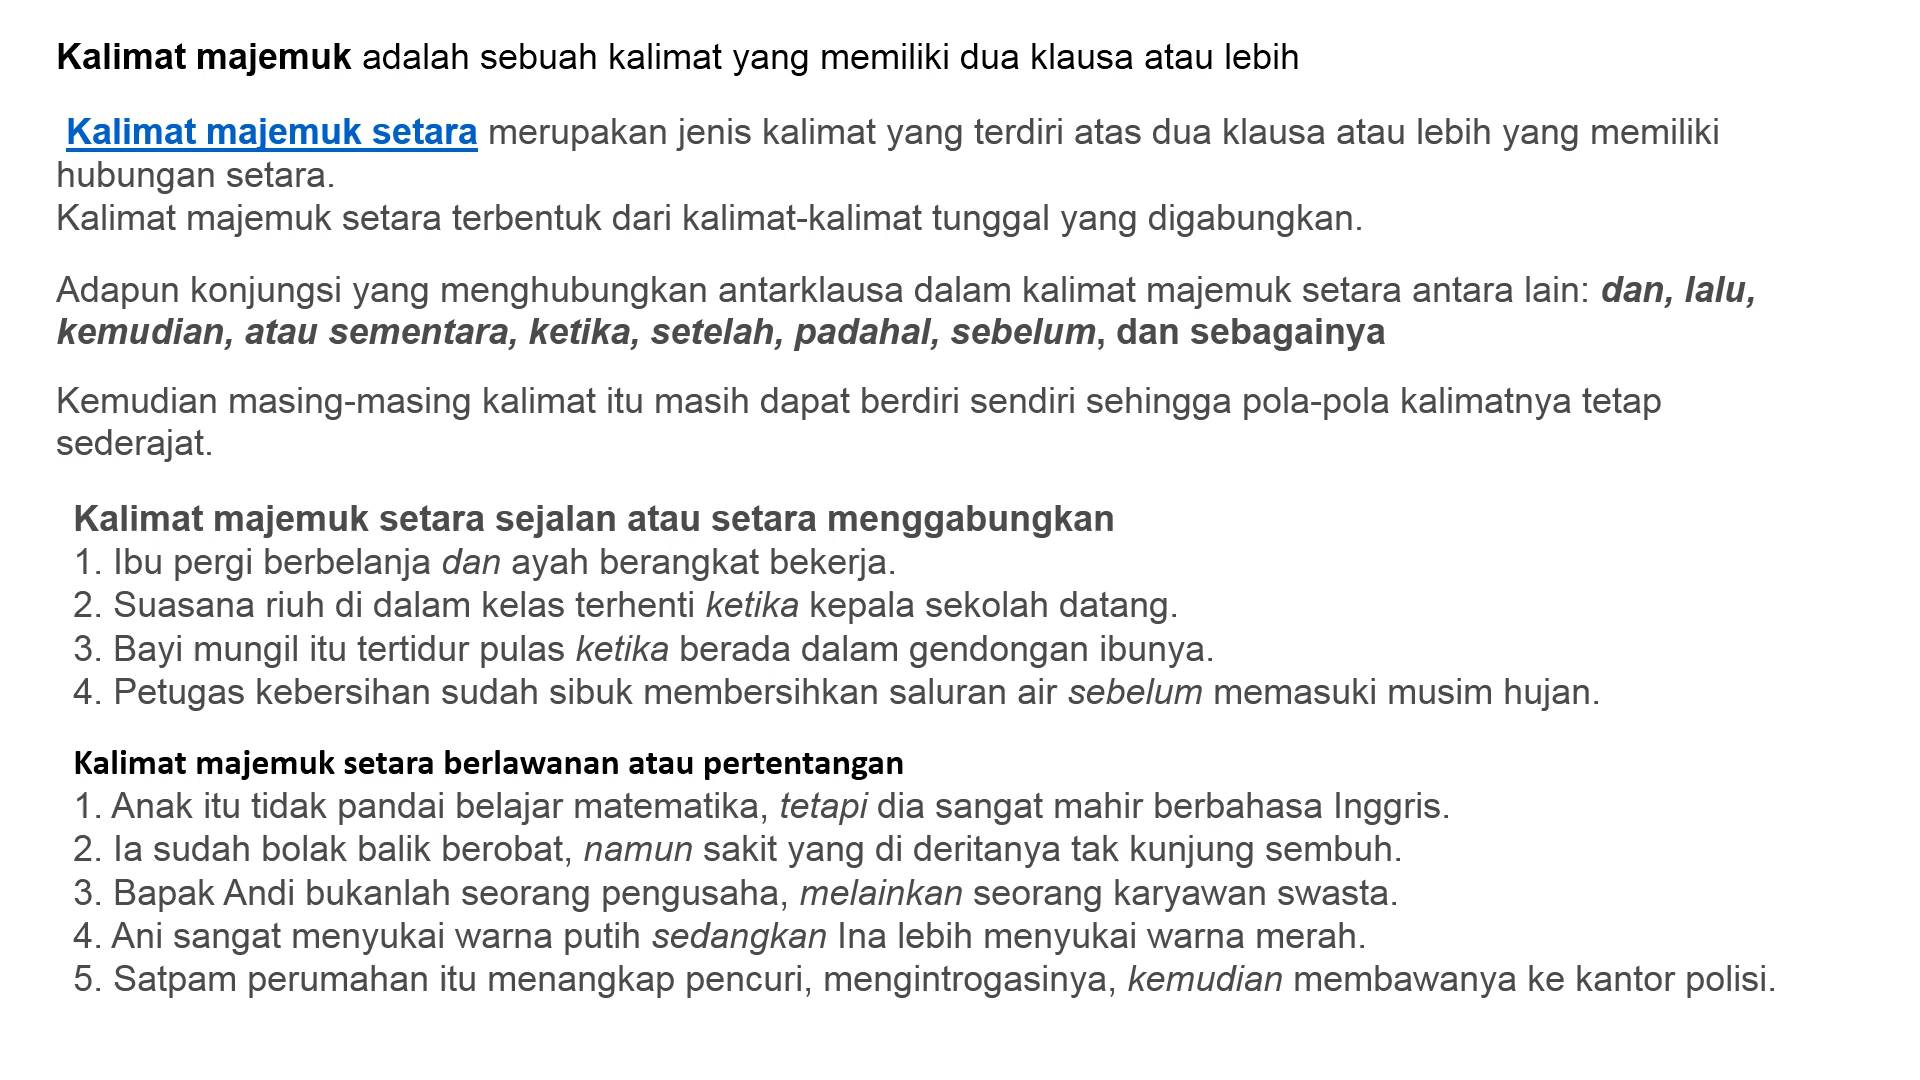 Kalimat majemuk adalah sebuah kalimat yang memiliki dua klausa atau lebih
Kalimat majemuk setara merupakan jenis kalimat yang terdiri atas dua klausa atau lebih yang memiliki
hubungan setara.
Kalimat majemuk setara terbentuk dari kalimat-kalimat tunggal yang digabungkan.
Adapun konjungsi yang menghubungkan antarklausa dalam kalimat majemuk setara antara lain: dan, lalu,
kemudian, atau sementara, ketika, setelah, padahal, sebelum, dan sebagainya
Kemudian masing-masing kalimat itu masih dapat berdiri sendiri sehingga pola-pola kalimatnya tetap
sederajat.
Kalimat majemuk setara sejalan atau setara menggabungkan
1. Ibu pergi berbelanja dan ayah berangkat bekerja.
2. Suasana riuh di dalam kelas terhenti ketika kepala sekolah datang.
3. Bayi mungil itu tertidur pulas ketika berada dalam gendongan ibunya.
4. Petugas kebersihan sudah sibuk membersihkan saluran air sebelum memasuki musim hujan.
Kalimat majemuk setara berlawanan atau pertentangan
1. Anak itu tidak pandai belajar matematika, tetapi dia sangat mahir berbahasa Inggris.
2. Ia sudah bolak balik berobat, namun sakit yang di deritanya tak kunjung sembuh.
3. Bapak Andi bukanlah seorang pengusaha, melainkan seorang karyawan swasta.
4. Ani sangat menyukai warna putih sedangkan Ina lebih menyukai warna merah.
5. Satpam perumahan itu menangkap pencuri, mengintrogasinya, kemudian membawanya ke kantor polisi.